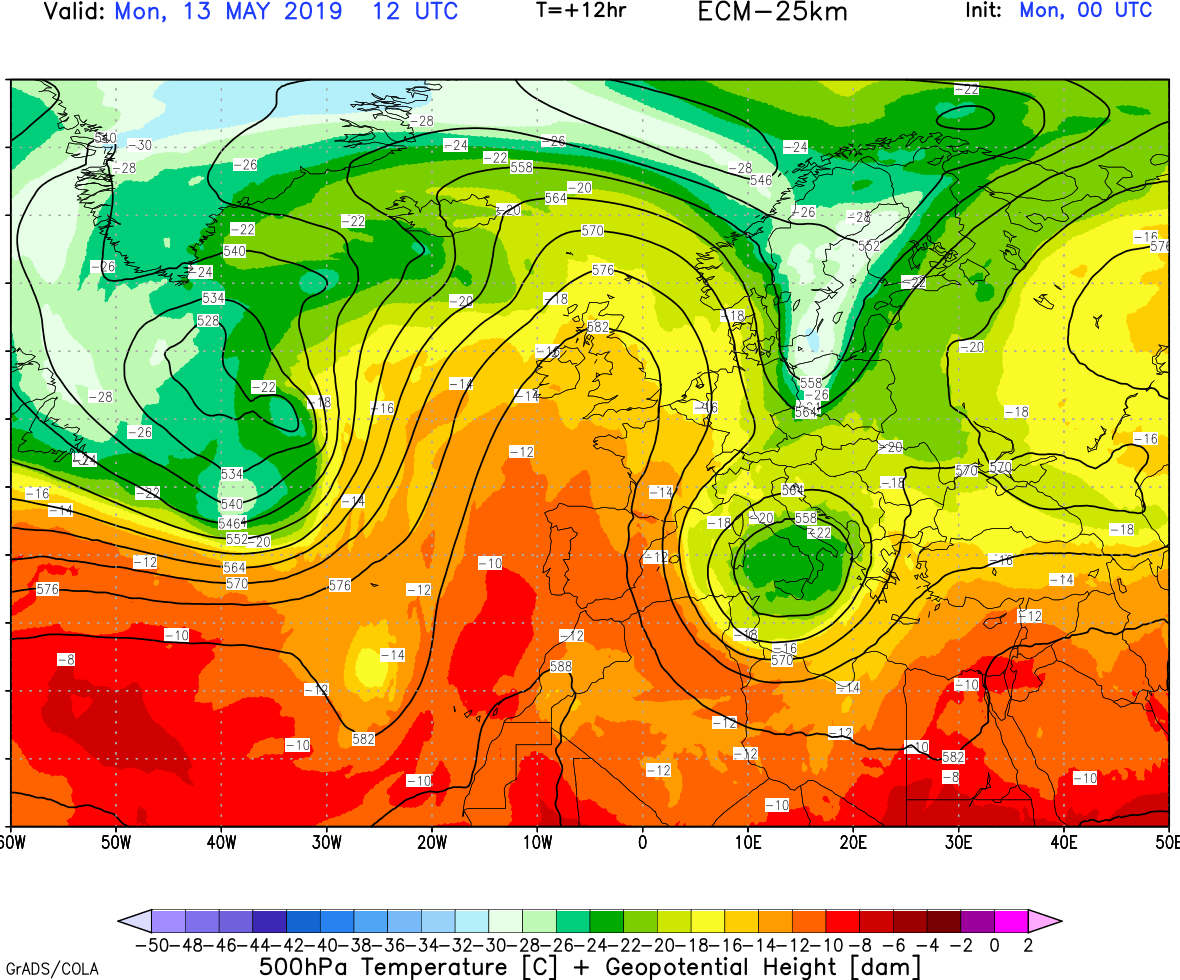 Valid: Mon, 13 MAY 2019 12 UTC T=+12hr ECM-25km Init: Mon, 00 UTC
-22
-28
540 -30 -24 -26 -24
-28 -26 -22 558 -28 546
-20 564
-22 -20 -26 -28
-22 570 -16
540 552 576
-26 -24 576 -22
534 -20 -18
528 582 -18
-16 -20
-22 -14 558
-28 -18 -16 -14 -16 -26
564 -18
-26 -16
-24 -12 -20
534 570 570
-16 -22 -14 -14 564 -18
-14 540 546 -18 -20 558 -22 -18
552 -20
-12 564 -10 -12 -16
576 570 576 -12 -14
-12
-10 -12 -18
-8 -14 588 -16 570
-12 -14 -10
-12 -12
-10 582 -12 -10 582
-10 -12 -8 -10
-10
60W 50W 40W 30W 20W 10W 0 10E 20E 30E 40E 50E
-50 -48 -46 -44 -42 -40 -38 -36 -34 -32 -30 -28 -26 -24 -22 -20 -18 -16 -14 -12 -10 -8 -6 -4 -2 0 2
GrADS/COLA 500hPa Temperature [C] + Geopotential Height [dam]